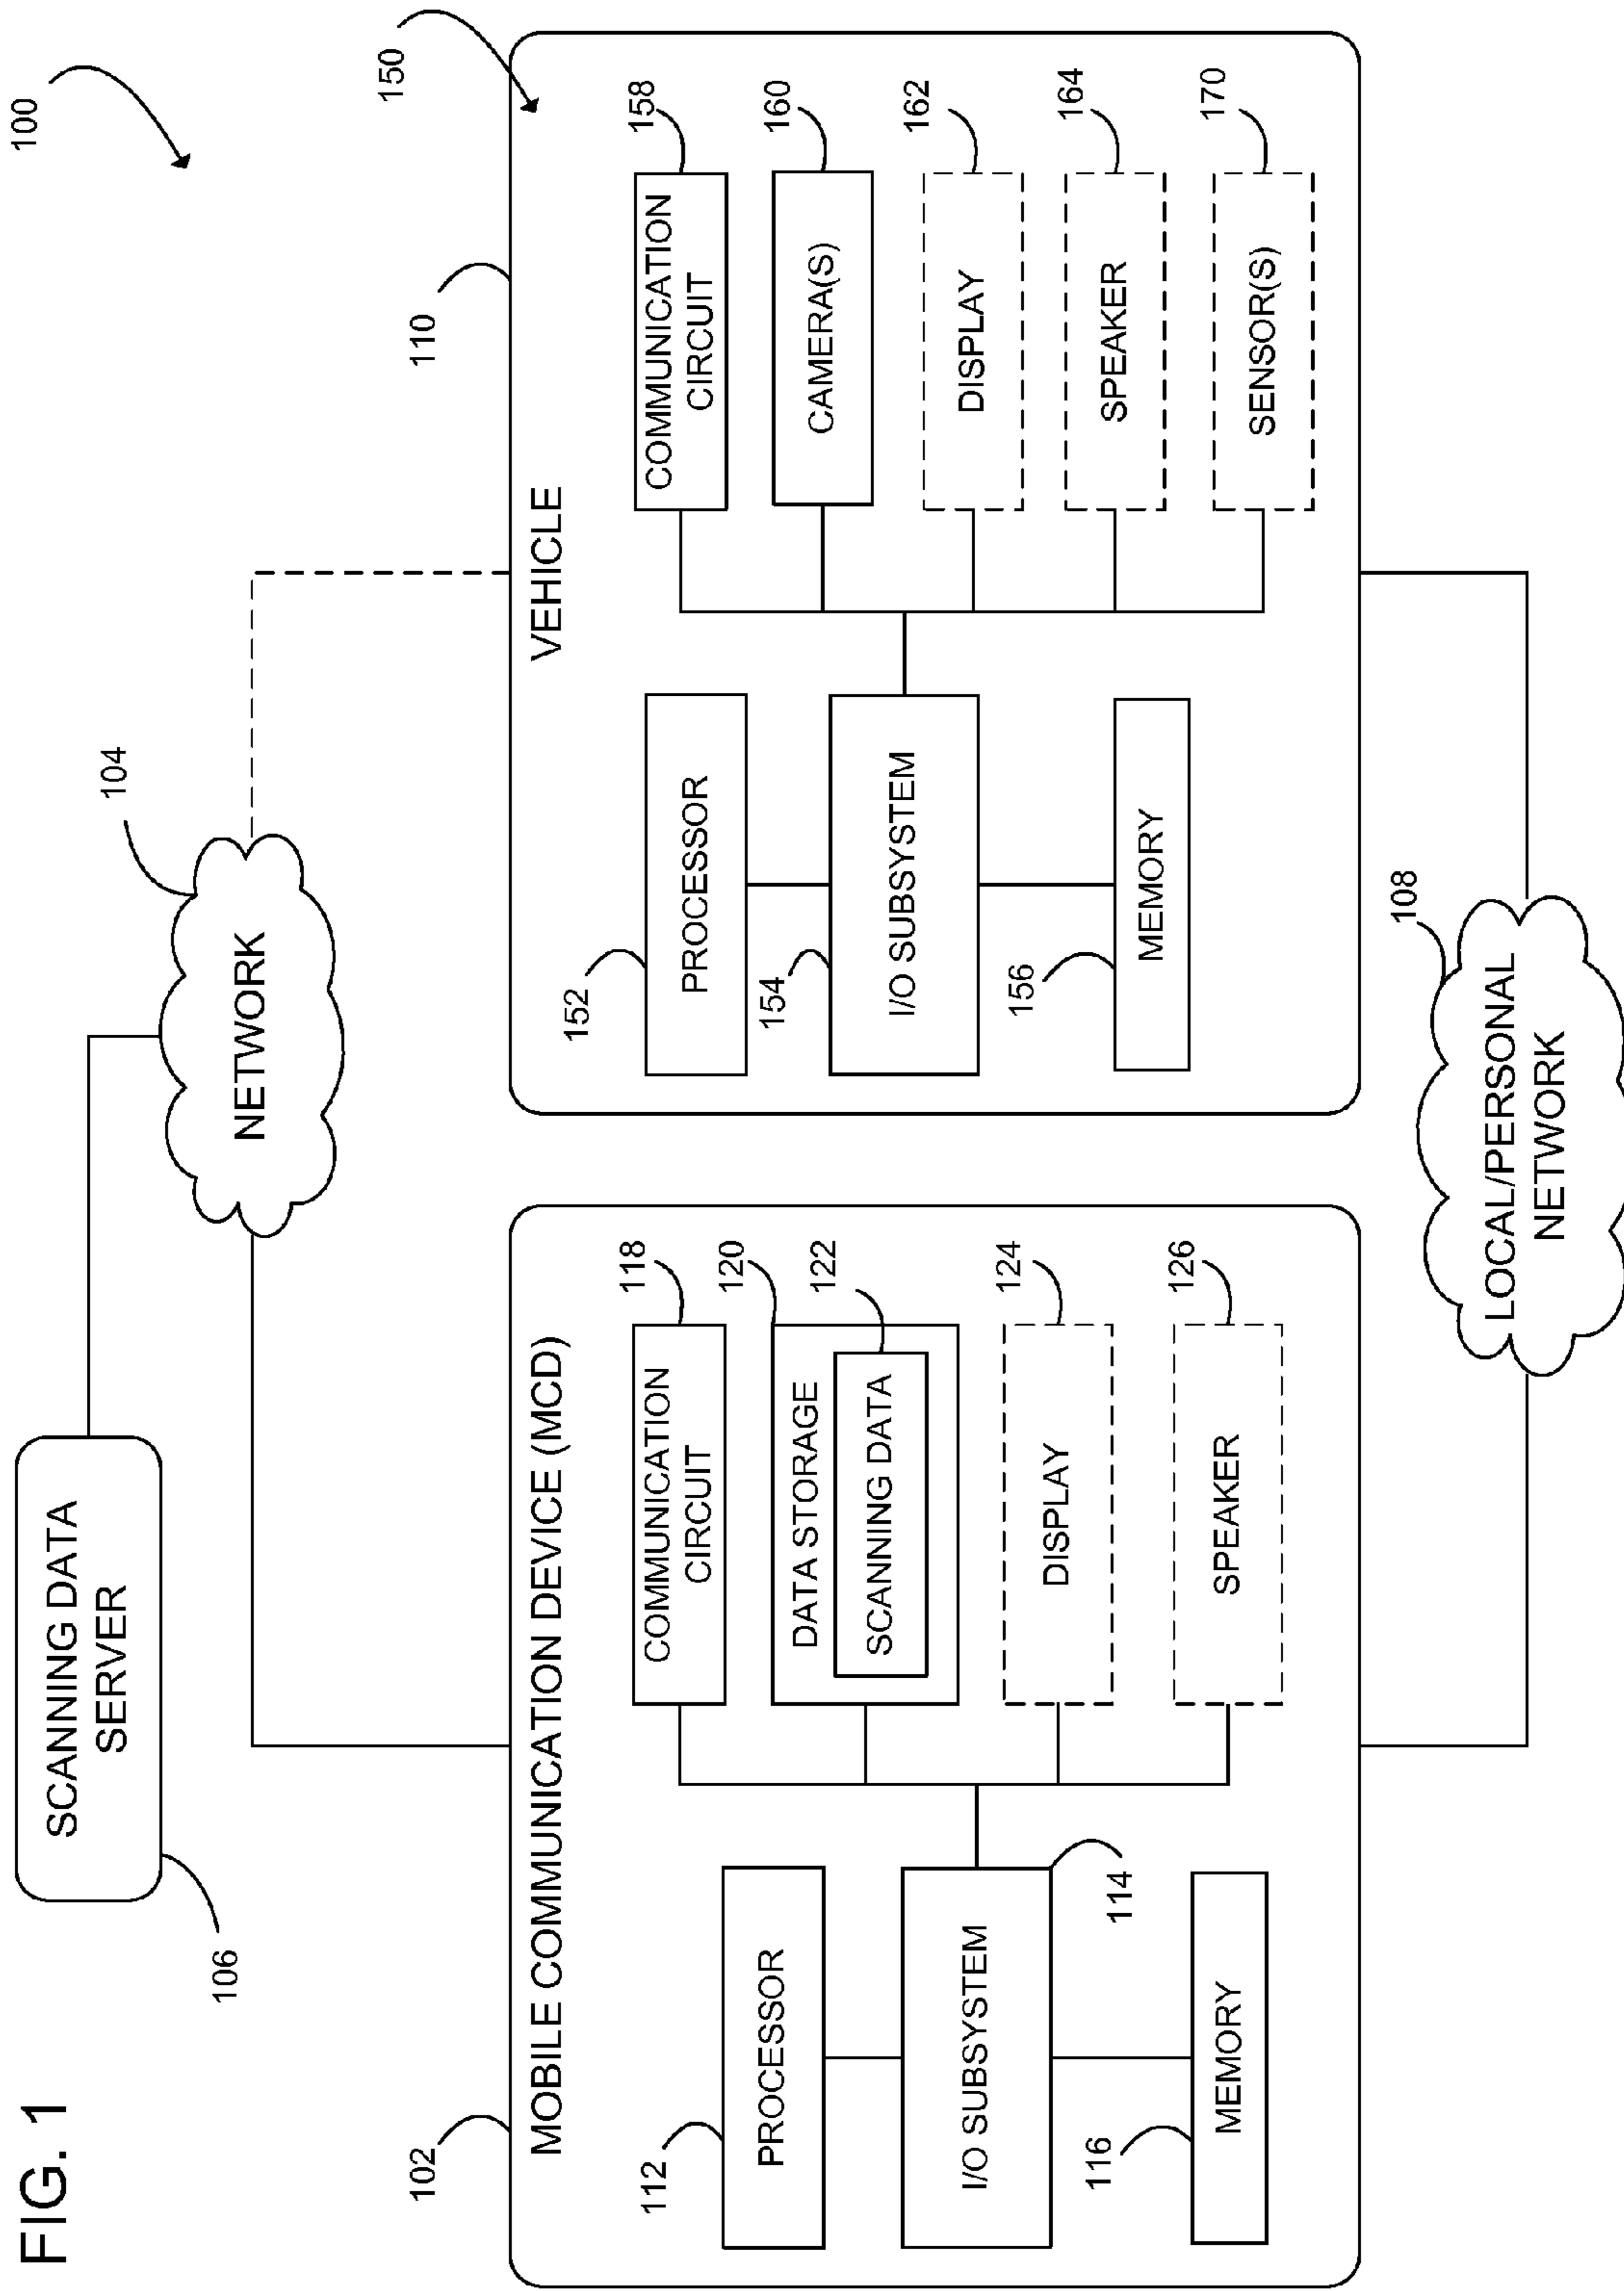 FIG. 1
100
SCANNING DATA
SERVER
106
NETWORK
104
102
MOBILE COMMUNICATION DEVICE (MCD)
112
PROCESSOR
I/O SUBSYSTEM
114
116
MEMORY
COMMUNICATION
CIRCUIT
118
DATA STORAGE
120
SCANNING DATA
122
DISPLAY
124
SPEAKER
126
110
150
VEHICLE
152
PROCESSOR
154
I/O SUBSYSTEM
156
MEMORY
COMMUNICATION
CIRCUIT
158
CAMERA(S)
160
DISPLAY
162
SPEAKER
164
SENSOR(S)
170
LOCAL/PERSONAL
NETWORK
108